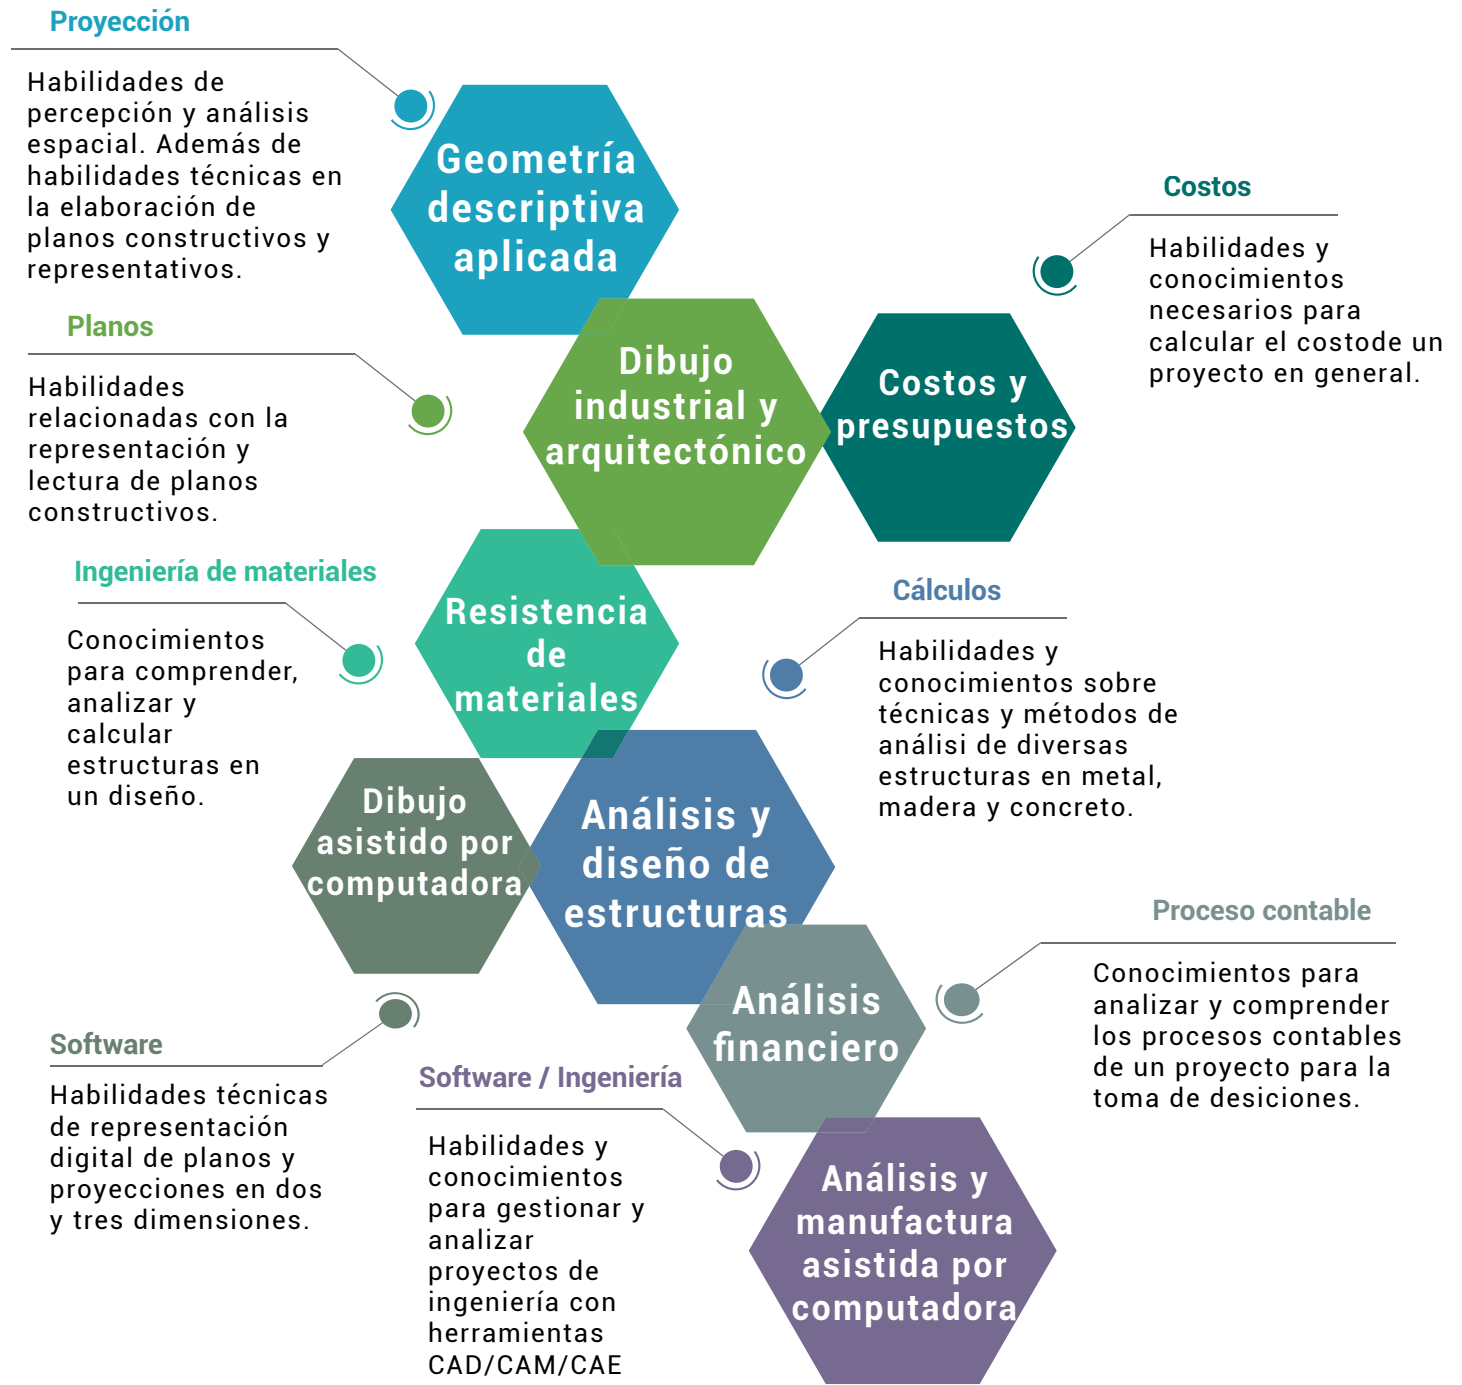 Proyección
Habilidades de
percepción y análisis
espacial. Además de
habilidades técnicas en
la elaboración de
planos constructivos y
representativos.
Geometría
descriptiva
aplicada
Costos
Habilidades y
conocimientos
necesarios para
calcular el costode un
proyecto en general.
Planos
Habilidades
relacionadas con la
representación y
lectura de planos
constructivos.
Dibujo
industrial y
arquitectónico
Costos y
presupuestos
Ingeniería de materiales
Conocimientos
para comprender,
analizar y
calcular
estructuras en
un diseño.
Resistencia
de
materiales
Cálculos
Habilidades y
conocimientos sobre
técnicas y métodos de
análisi de diversas
estructuras en metal,
madera y concreto.
Dibujo
asistido por
computadora
Análisis y
diseño de
estructuras
Proceso contable
Conocimientos para
analizar y comprender
los procesos contables
de un proyecto para la
toma de desiciones.
Análisis
financiero
Software
Habilidades técnicas
de representación
digital de planos y
proyecciones en dos
y tres dimensiones.
Software / Ingeniería
Habilidades y
conocimientos
para gestionar y
analizar
proyectos de
ingeniería con
herramientas
CAD/CAM/CAE
Análisis y
manufactura
asistida por
computadora